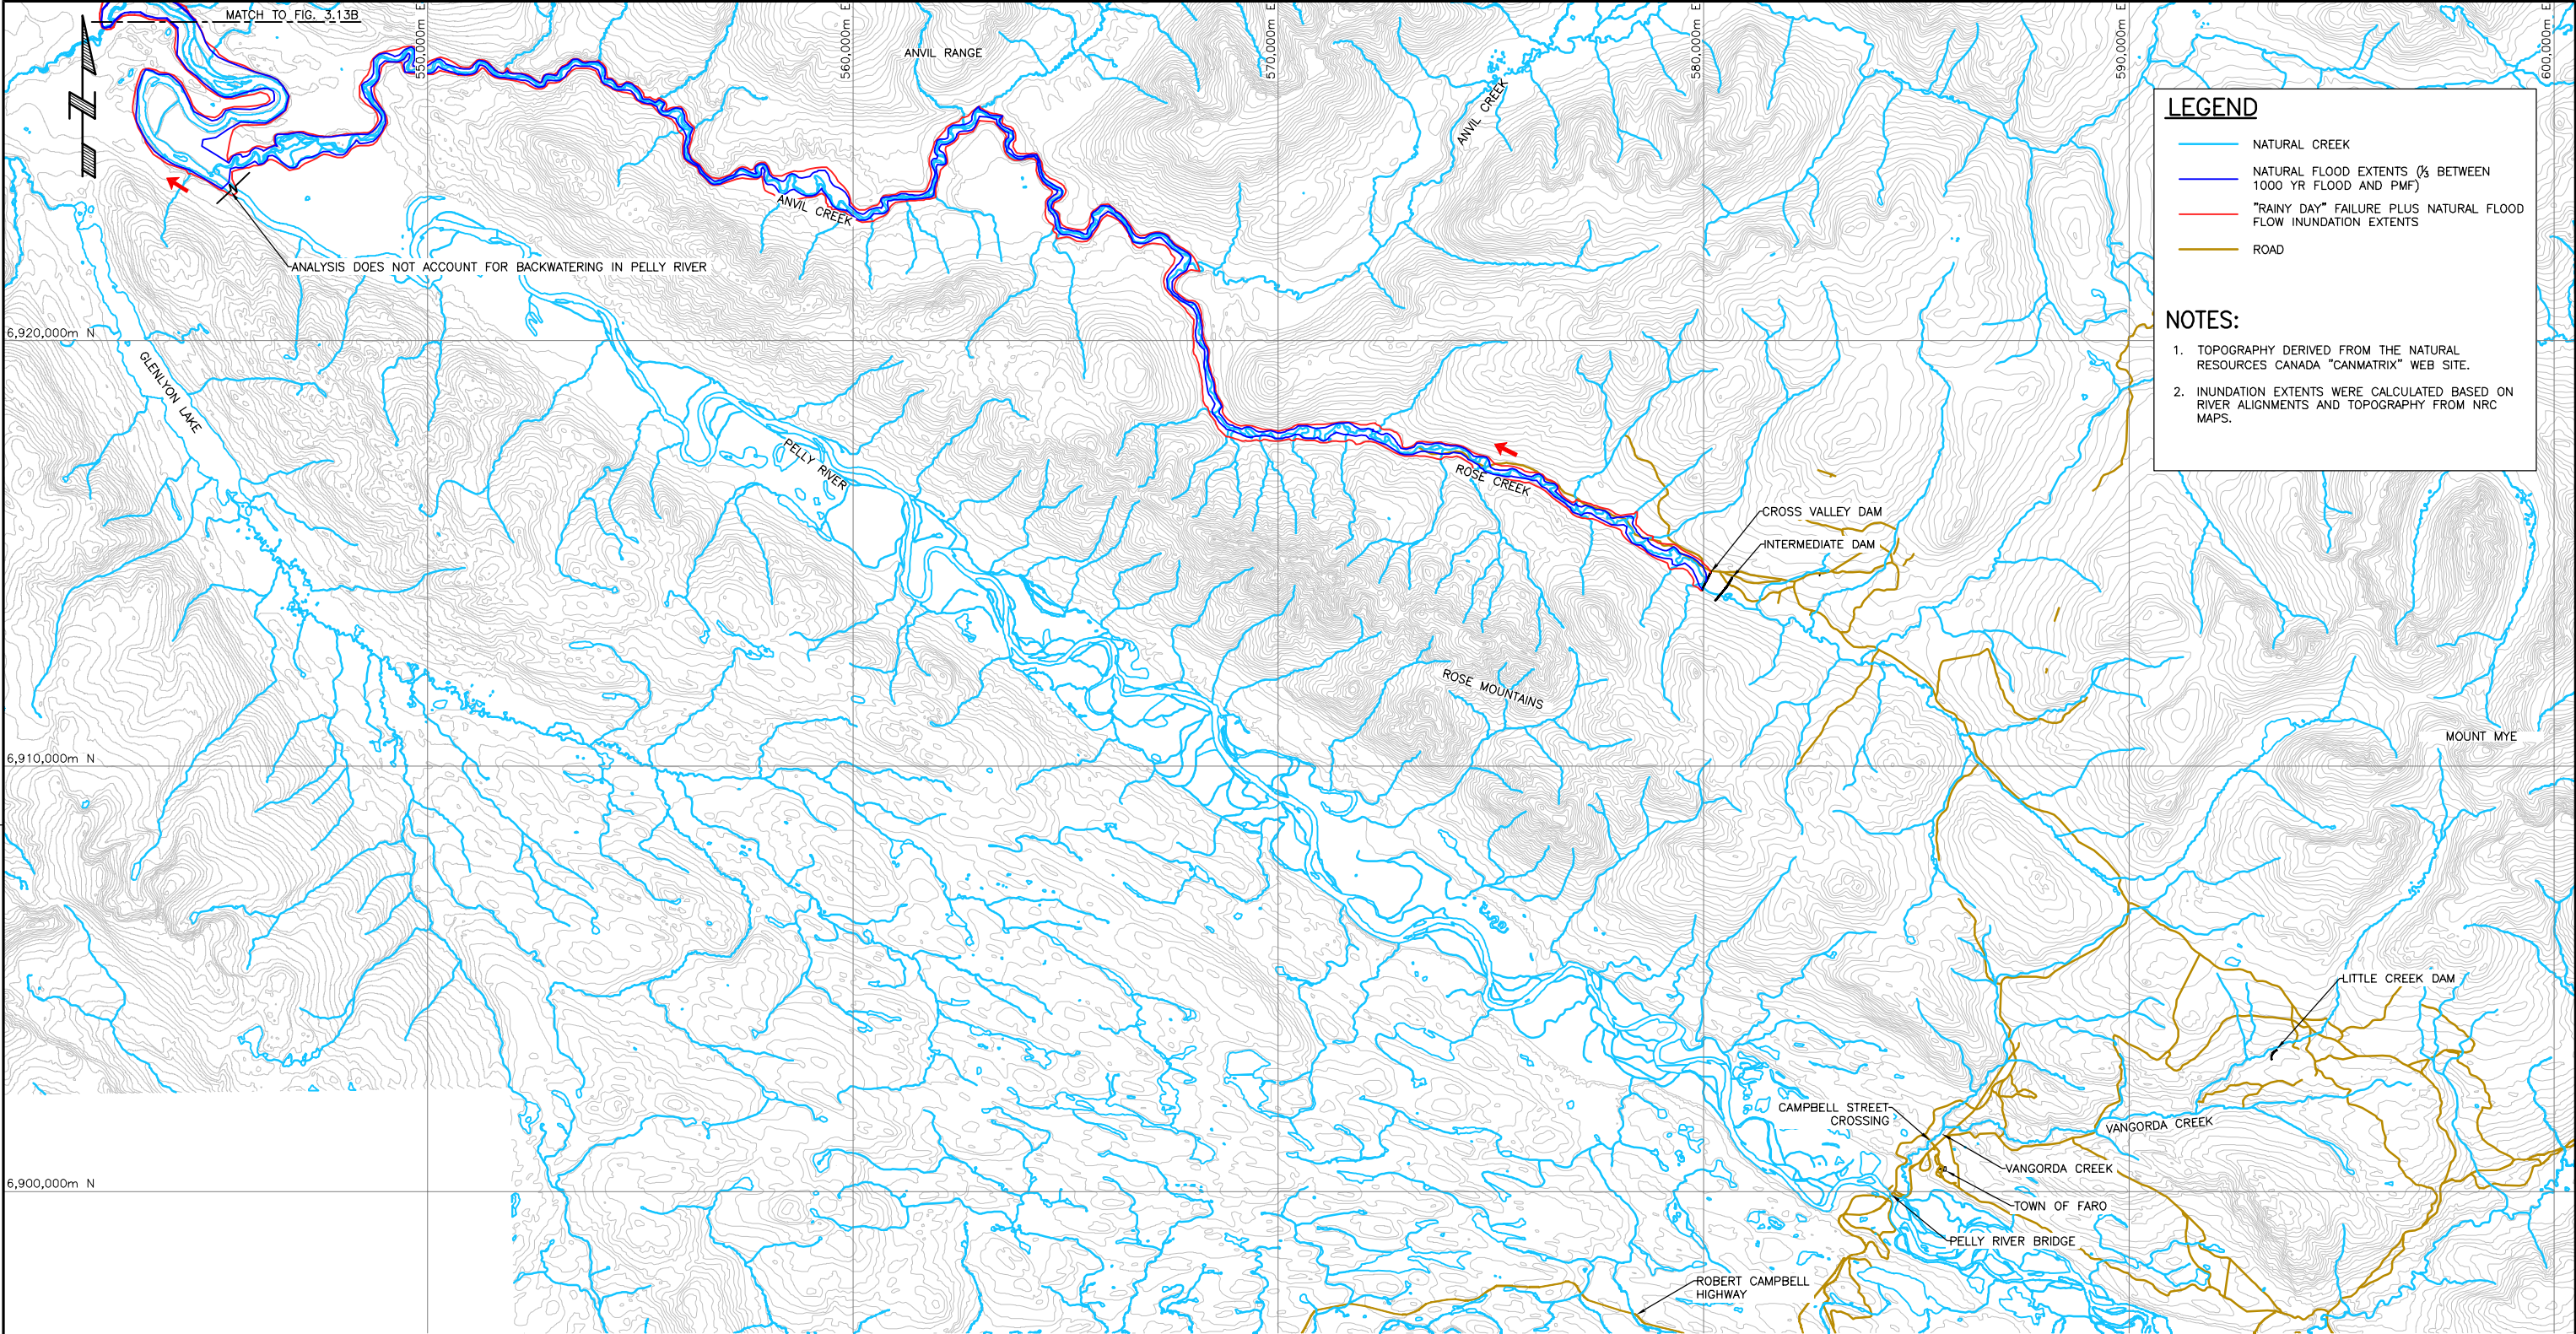 MATCH TO FIG. 3.13B
550,000m E
560,000m E
570,000m E
580,000m E
590,000m E
600,000m E
N
ANVIL RANGE
ANVIL CREEK
ANVIL CREEK
ANALYSIS DOES NOT ACCOUNT FOR BACKWATERING IN PELLY RIVER
6,920,000m N
GLENLYON LAKE
PELLY RIVER
ROSE CREEK
CROSS VALLEY DAM
INTERMEDIATE DAM
ROSE MOUNTAINS
MOUNT MYE
6,910,000m N
LITTLE CREEK DAM
CAMPBELL STREET
CROSSING
VANGORDA CREEK
VANGORDA CREEK
6,900,000m N
TOWN OF FARO
PELLY RIVER BRIDGE
ROBERT CAMPBELL
HIGHWAY
LEGEND
NATURAL CREEK
NATURAL FLOOD EXTENTS (⅓ BETWEEN
1000 YR FLOOD AND PMF)
"RAINY DAY" FAILURE PLUS NATURAL FLOOD
FLOW INUNDATION EXTENTS
ROAD
NOTES:
1. TOPOGRAPHY DERIVED FROM THE NATURAL
RESOURCES CANADA "CANMATRIX" WEB SITE.
2. INUNDATION EXTENTS WERE CALCULATED BASED ON
RIVER ALIGNMENTS AND TOPOGRAPHY FROM NRC
MAPS.